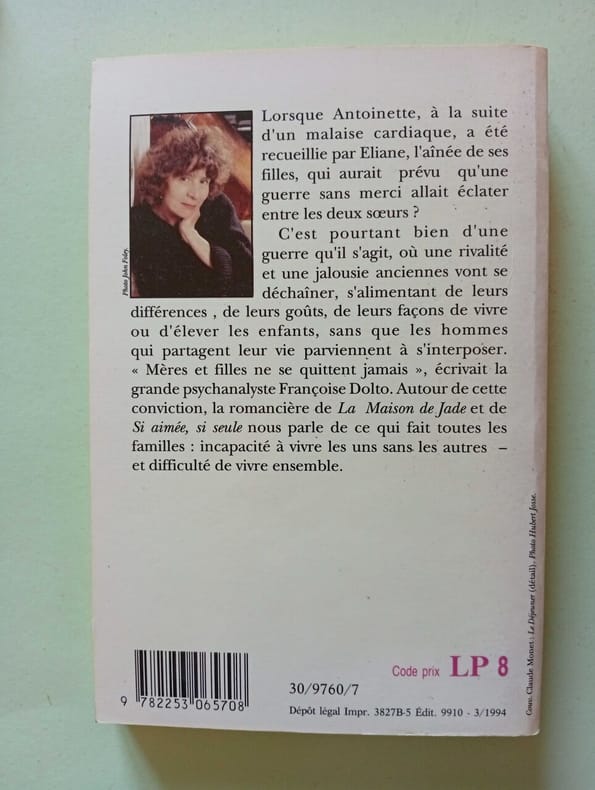 Lorsque Antoinette, à la suite
d'un malaise cardiaque, a été
recueillie par Eliane, l'aînée de ses
filles, qui aurait prévu qu'une
guerre sans merci allait éclater
entre les deux sœurs ?
C'est pourtant bien d'une
guerre qu'il s'agit, où une rivalité
et une jalousie anciennes vont se
déchaîner, s'alimentant de leurs
différences , de leurs goûts, de leurs façons de vivre
ou d'élever les enfants, sans que les hommes
qui partagent leur vie parviennent à s'interposer.
« Mères et filles ne se quittent jamais », écrivait la
grande psychanalyste Françoise Dolto. Autour de cette
conviction, la romancière de La Maison de Jade et de
Si aimée, si seule nous parle de ce qui fait toutes les
familles : incapacité à vivre les uns sans les autres –
et difficulté de vivre ensemble.
Photo John Foley.
Couv. Claude Monet : Le Déjeuner (détail). Photo Hubert Josse.
Code prix LP 8
30/9760/7
9 782253 065708
Dépôt légal Impr. 3827B-5 Édit. 9910 - 3/1994